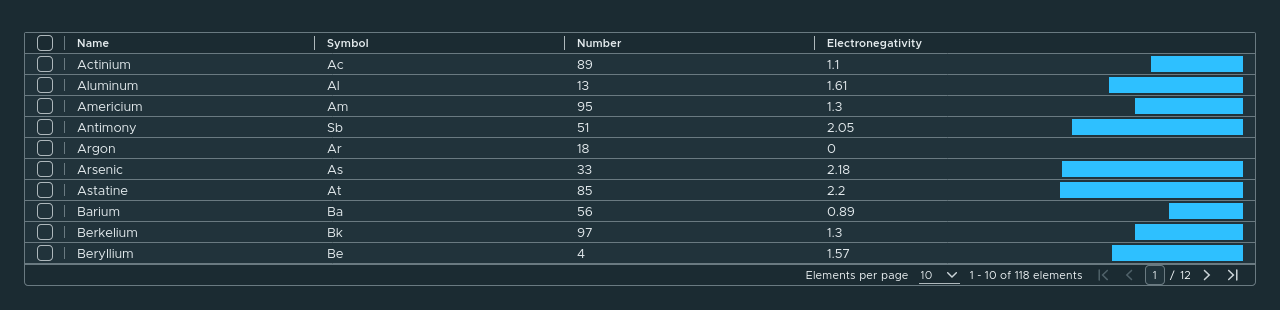 Name Symbol Number Electronegativity
Actinium Ac 89 1.1
Aluminum Al 13 1.61
Americium Am 95 1.3
Antimony Sb 51 2.05
Argon Ar 18 0
Arsenic As 33 2.18
Astatine At 85 2.2
Barium Ba 56 0.89
Berkelium Bk 97 1.3
Beryllium Be 4 1.57
Elements per page 10 1 - 10 of 118 elements 1 / 12